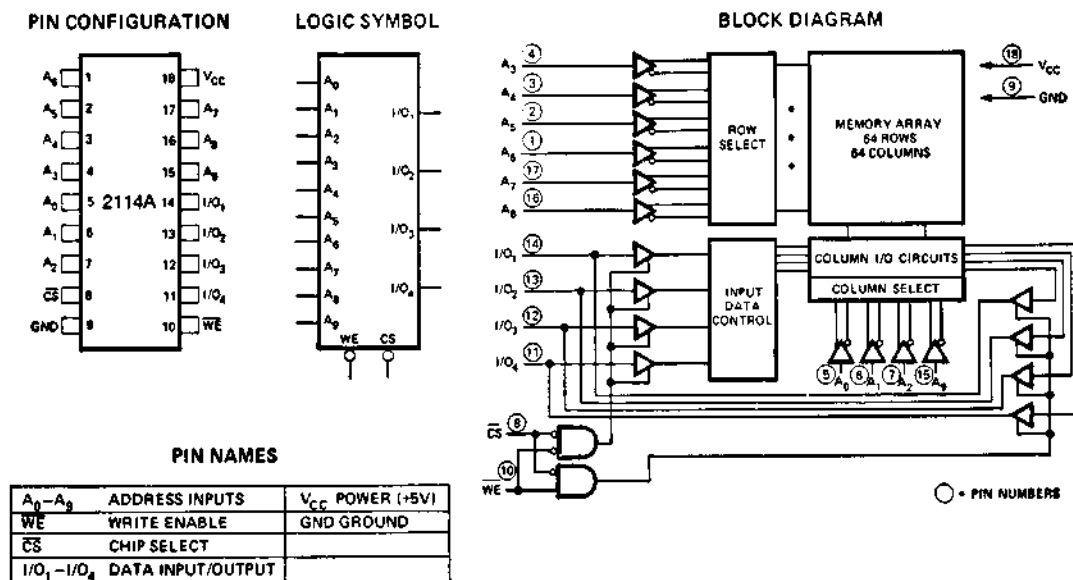 PIN CONFIGURATION
A6 1 18 VCC
A5 2 17 A7
A4 3 16 A8
A3 4 15 A9
A0 5 2114A 14 I/O1
A1 6 13 I/O2
A2 7 12 I/O3
CS 8 11 I/O4
GND 9 10 WE
LOGIC SYMBOL
A0
A1
A2
A3
A4
A5
A6
A7
A8
A9
I/O1
I/O2
I/O3
I/O4
WE CS
BLOCK DIAGRAM
A3 4
A4 3
A5 2
A6 1
A7 17
A8 16
ROW
SELECT
MEMORY ARRAY
64 ROWS
64 COLUMNS
18 VCC
9 GND
I/O1 14
I/O2 13
I/O3 12
I/O4 11
INPUT
DATA
CONTROL
COLUMN I/O CIRCUITS
COLUMN SELECT
5 A0 6 A1 7 A2 15 A9
CS 8
WE 10
= PIN NUMBERS
PIN NAMES
A0–A9 ADDRESS INPUTS VCC POWER (+5V)
WE WRITE ENABLE GND GROUND
CS CHIP SELECT
I/O1–I/O4 DATA INPUT/OUTPUT